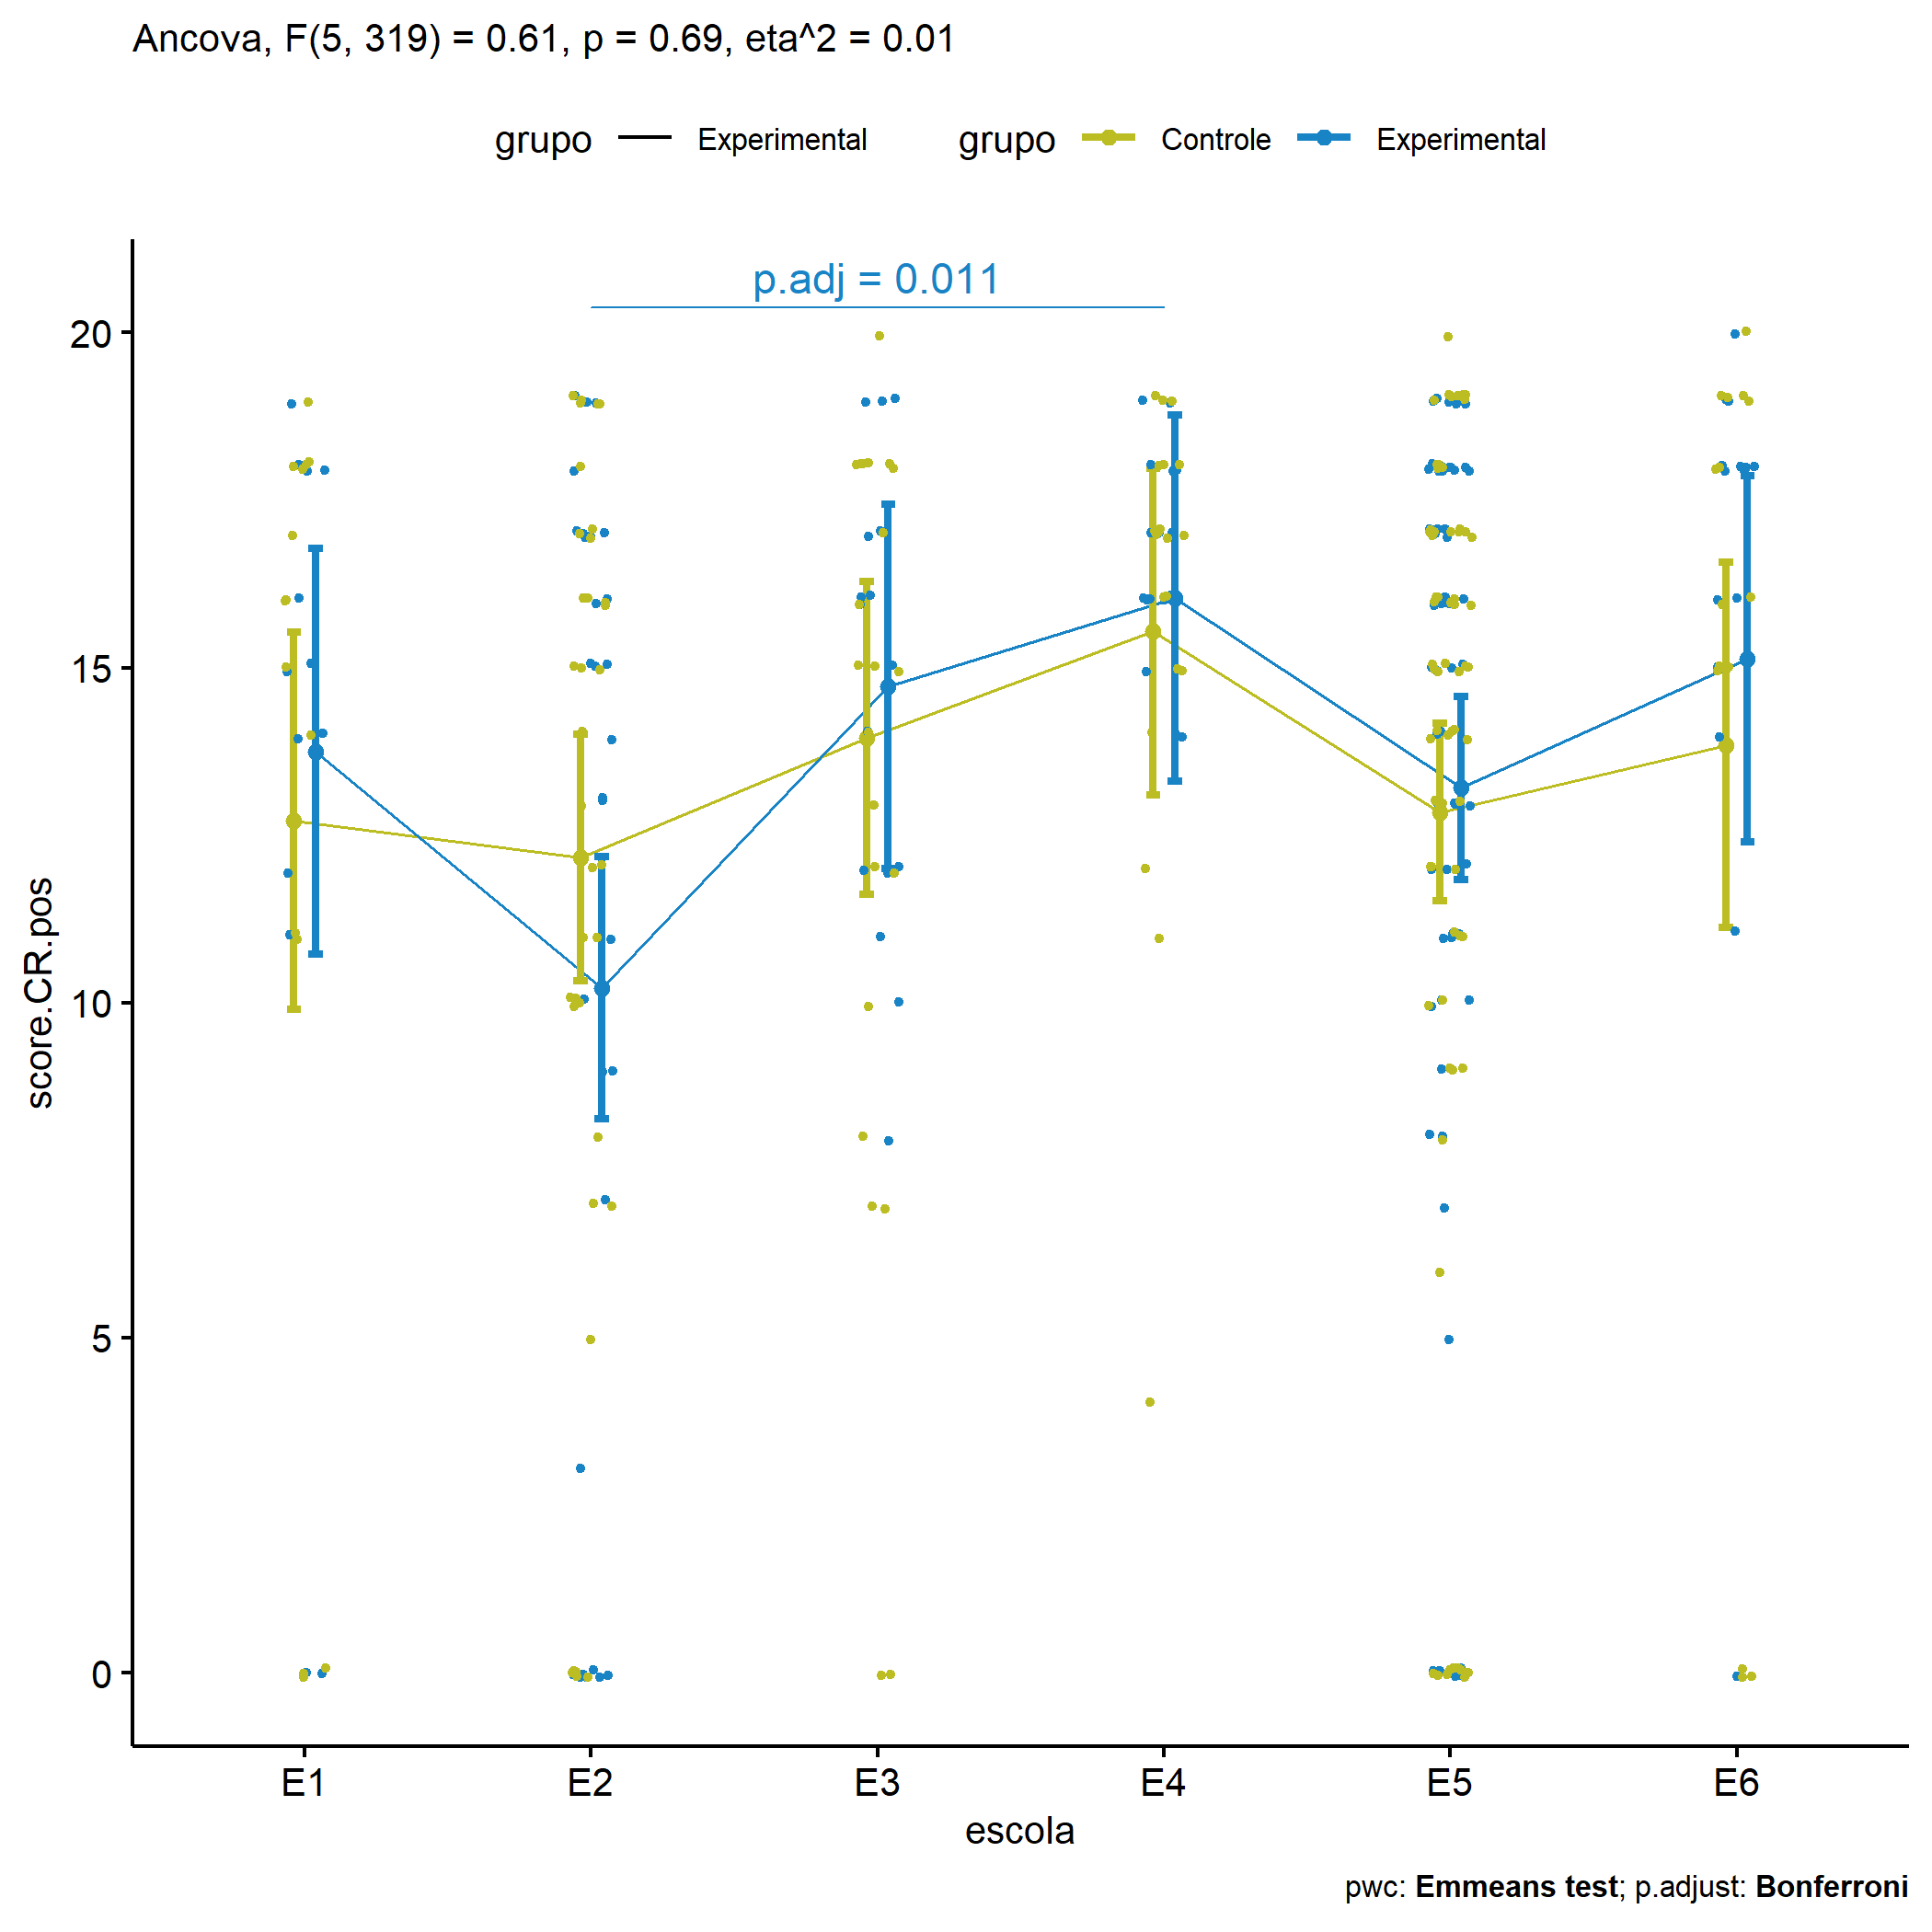 Ancova, F(5, 319) = 0.61, p = 0.69, eta^2 = 0.01
grupo Experimental grupo Controle Experimental
p.adj = 0.011
20
15
10
5
0
score.CR.pos
E1 E2 E3 E4 E5 E6
escola
pwc: Emmeans test; p.adjust: Bonferroni